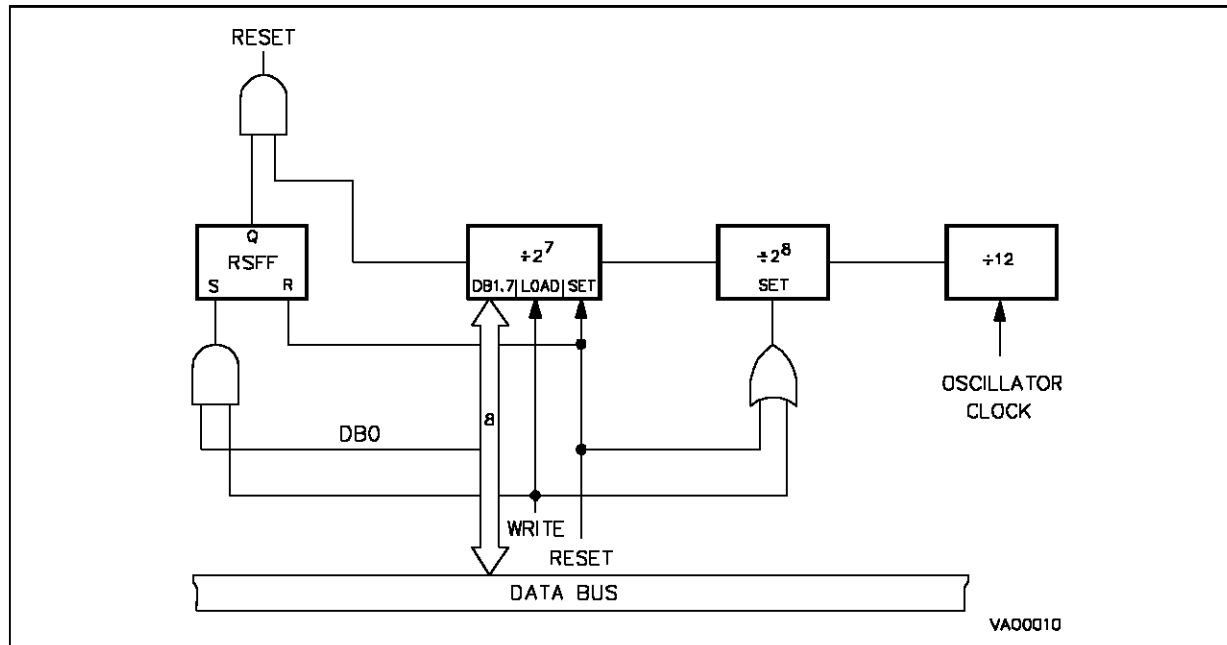 RESET
Q
RSFF
S R
÷2⁷
DB1.7 LOAD SET
÷2⁸
SET
÷12
OSCILLATOR
CLOCK
8
DB0
WRITE
RESET
DATA BUS
VA00010